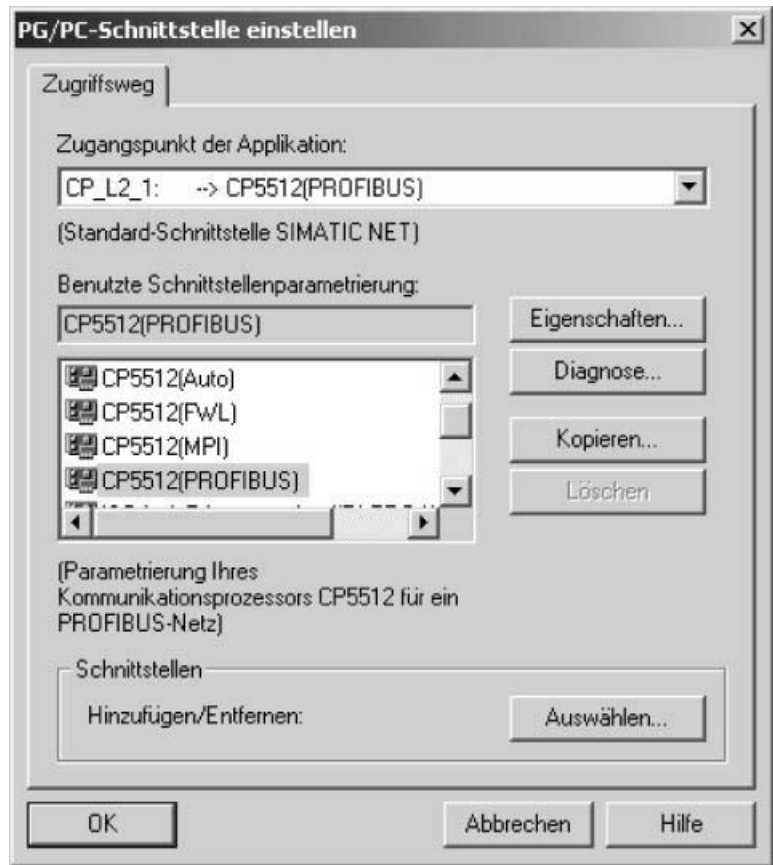 PG/PC-Schnittstelle einstellen
Zugriffsweg
Zugangspunkt der Applikation:
CP_L2_1: --> CP5512(PROFIBUS)
(Standard-Schnittstelle SIMATIC NET)
Benutzte Schnittstellenparametrierung:
CP5512(PROFIBUS)
Eigenschaften...
CP5512(Auto)
Diagnose...
CP5512(FWL)
CP5512(MPI)
Kopieren...
CP5512(PROFIBUS)
Löschen
(Parametrierung Ihres
Kommunikationsprozessors CP5512 für ein
PROFIBUS-Netz)
Schnittstellen
Hinzufügen/Entfernen:
Auswählen...
OK
Abbrechen
Hilfe